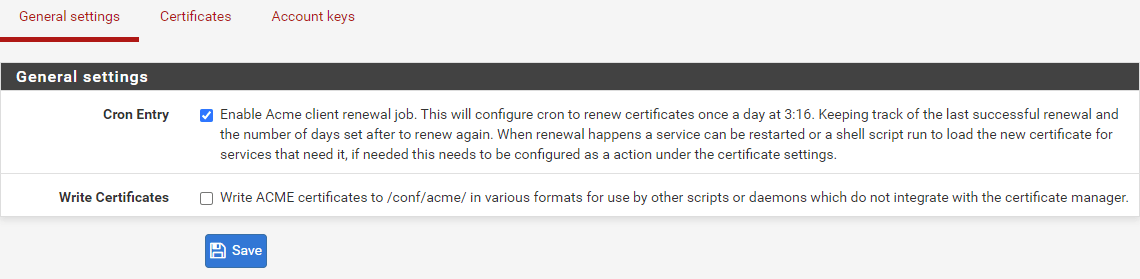 General settings Certificates Account keys
General settings
Cron Entry Enable Acme client renewal job. This will configure cron to renew certificates once a day at 3:16. Keeping track of the last successful renewal and
the number of days set after to renew again. When renewal happens a service can be restarted or a shell script run to load the new certificate for
services that need it, if needed this needs to be configured as a action under the certificate settings.
Write Certificates Write ACME certificates to /conf/acme/ in various formats for use by other scripts or daemons which do not integrate with the certificate manager.
Save